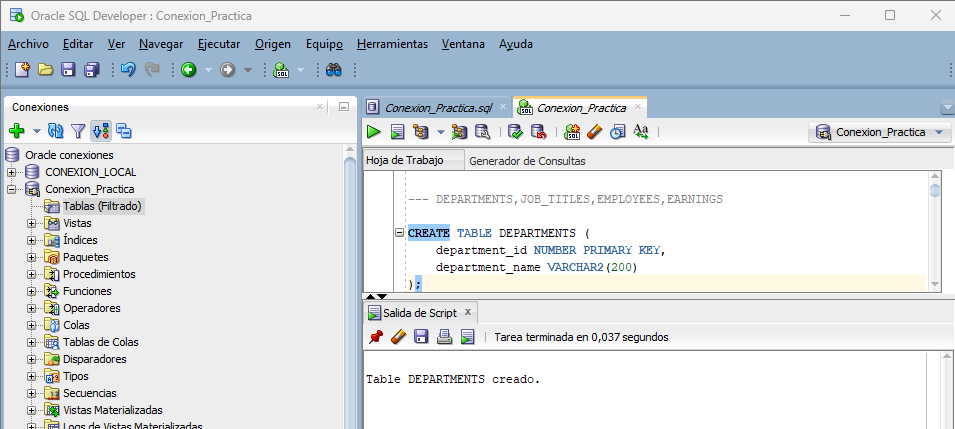 Oracle SQL Developer : Conexion_Practica
Archivo Editar Ver Navegar Ejecutar Origen Equipo Herramientas Ventana Ayuda
SQL
Conexiones
Oracle conexiones
CONEXION_LOCAL
Conexion_Practica
Tablas (Filtrado)
Vistas
Índices
Paquetes
Procedimientos
Funciones
Operadores
Colas
Tablas de Colas
Disparadores
Tipos
Secuencias
Vistas Materializadas
Logs de Vistas Materializadas
Conexion_Practica.sql
Conexion_Practica
Conexion_Practica
Hoja de Trabajo Generador de Consultas
--- DEPARTMENTS,JOB_TITLES,EMPLOYEES,EARNINGS
CREATE TABLE DEPARTMENTS (
department_id NUMBER PRIMARY KEY,
department_name VARCHAR2(200)
);
Salida de Script x
Tarea terminada en 0,037 segundos
Table DEPARTMENTS creado.